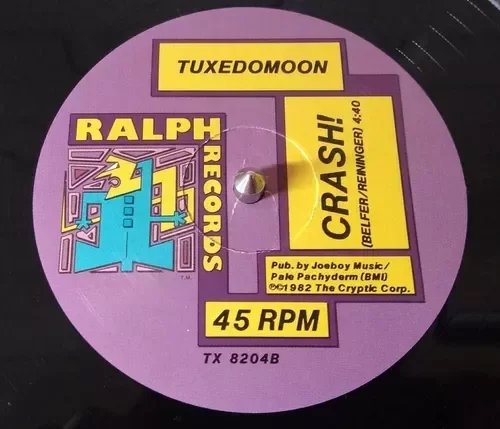 TUXEDOMOON
RALPH
RECORDS
T.M.
CRASH!
(BELFER/REININGER) 4:40
Pub. by Joeboy Music/
Pale Pachyderm (BMI)
℗©1982 The Cryptic Corp.
45 RPM
TX 8204B